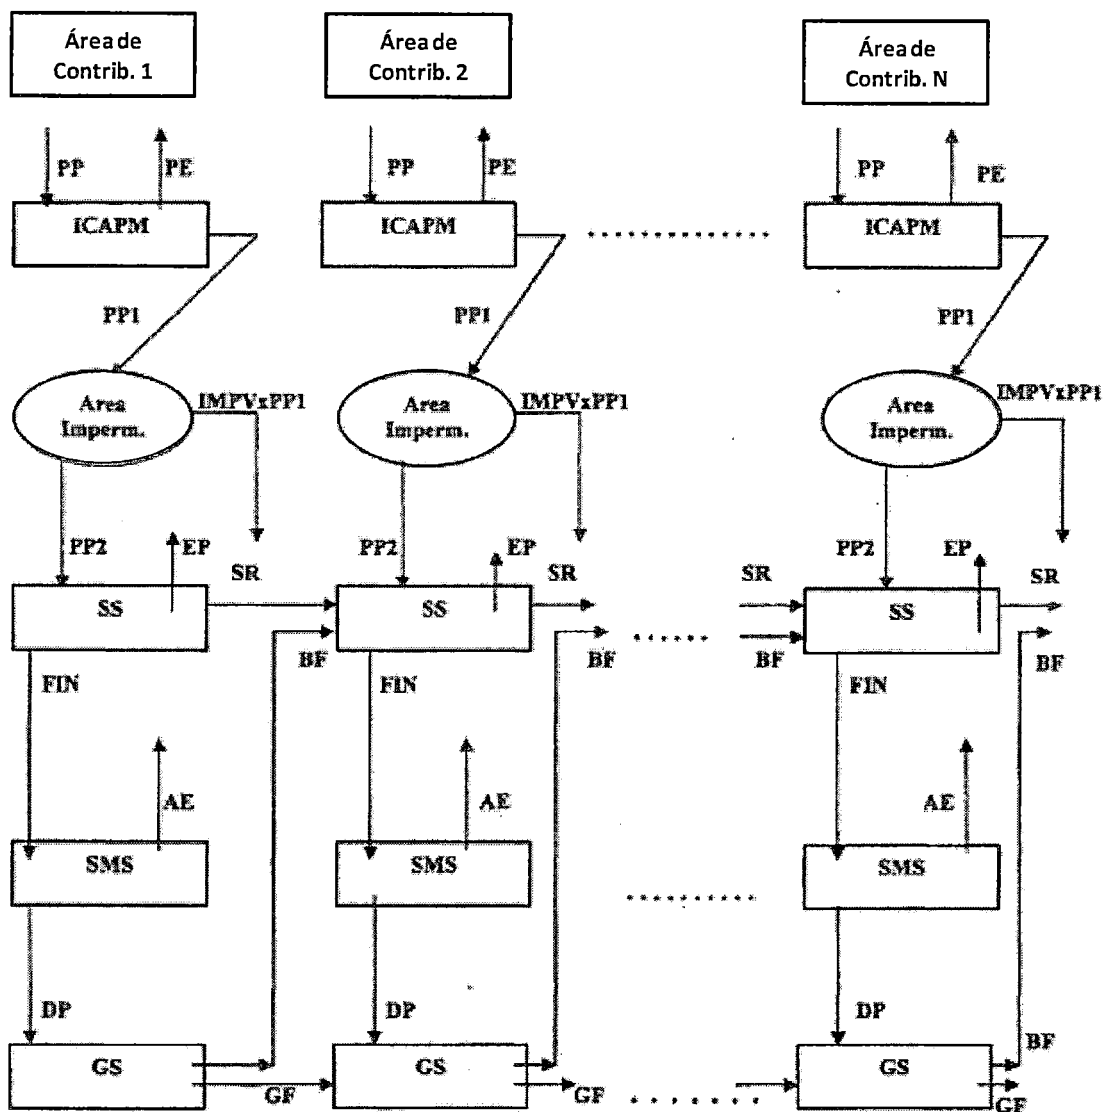 Área de
Contrib. 1
Área de
Contrib. 2
Área de
Contrib. N
PP
PE
PP
PE
PP
PE
ICAPM
ICAPM
ICAPM
PP1
PP1
PP1
Area
Imperm.
IMPVxPP1
Area
Imperm.
IMPVxPP1
Area
Imperm.
IMPVxPP1
PP2
EP
SR
PP2
EP
SR
SR
PP2
EP
SR
SS
SS
SS
BF
BF
BF
BF
FIN
FIN
FIN
AE
AE
AE
SMS
SMS
SMS
DP
DP
DP
BF
GS
GS
GS
GF
GF
GF